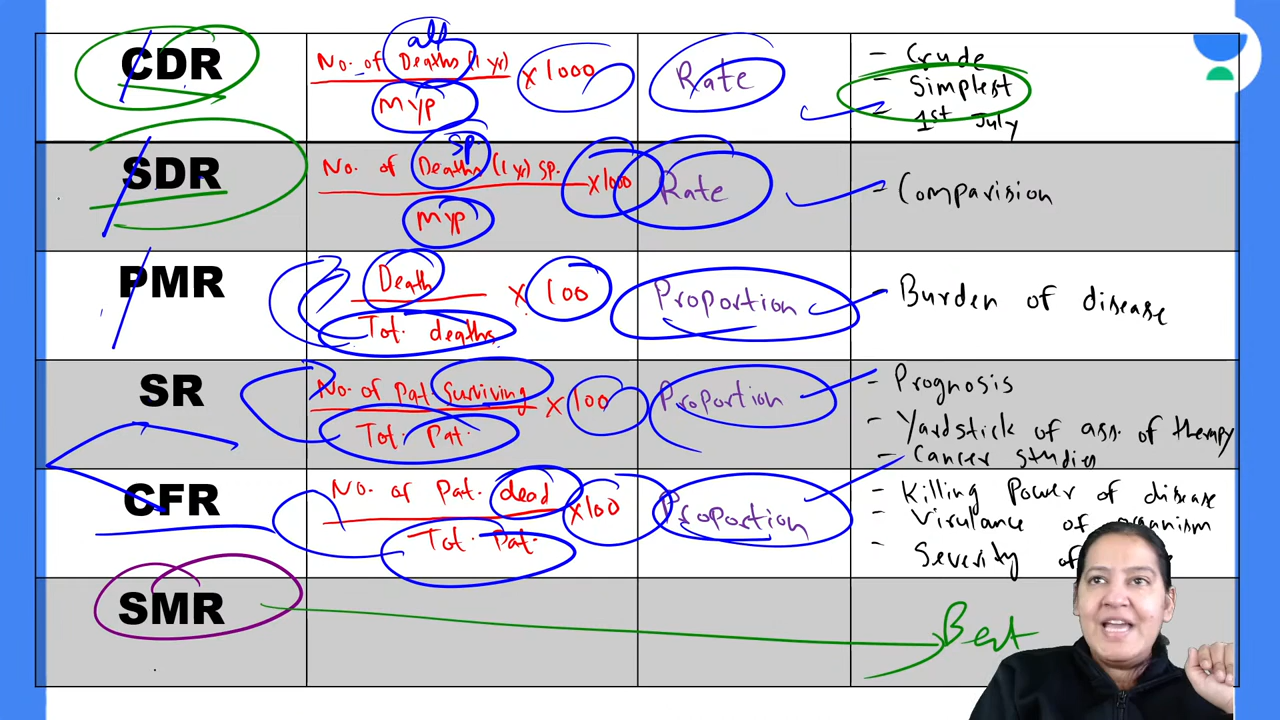 CDR
all
No. of Deaths (1 yr)
Myp
x 1000
Rate
- Crude
- Simplest
- 1st July
SDR
sp.
No. of Deaths (1 yr) sp.
Myp
x 1000
Rate
- Comparision
PMR
Death
Tot. deaths
x 100
Proportion
- Burden of disease
SR
No. of Pat. Surviving
Tot. Pat.
x 100
Proportion
- Prognosis
- Yardstick of ass. of therapy
- Cancer studies
CFR
No. of Pat. dead
Tot. Pat.
x 100
Proportion
- Killing Power of disease
- Virulance of organism
- Severity of
SMR
Best